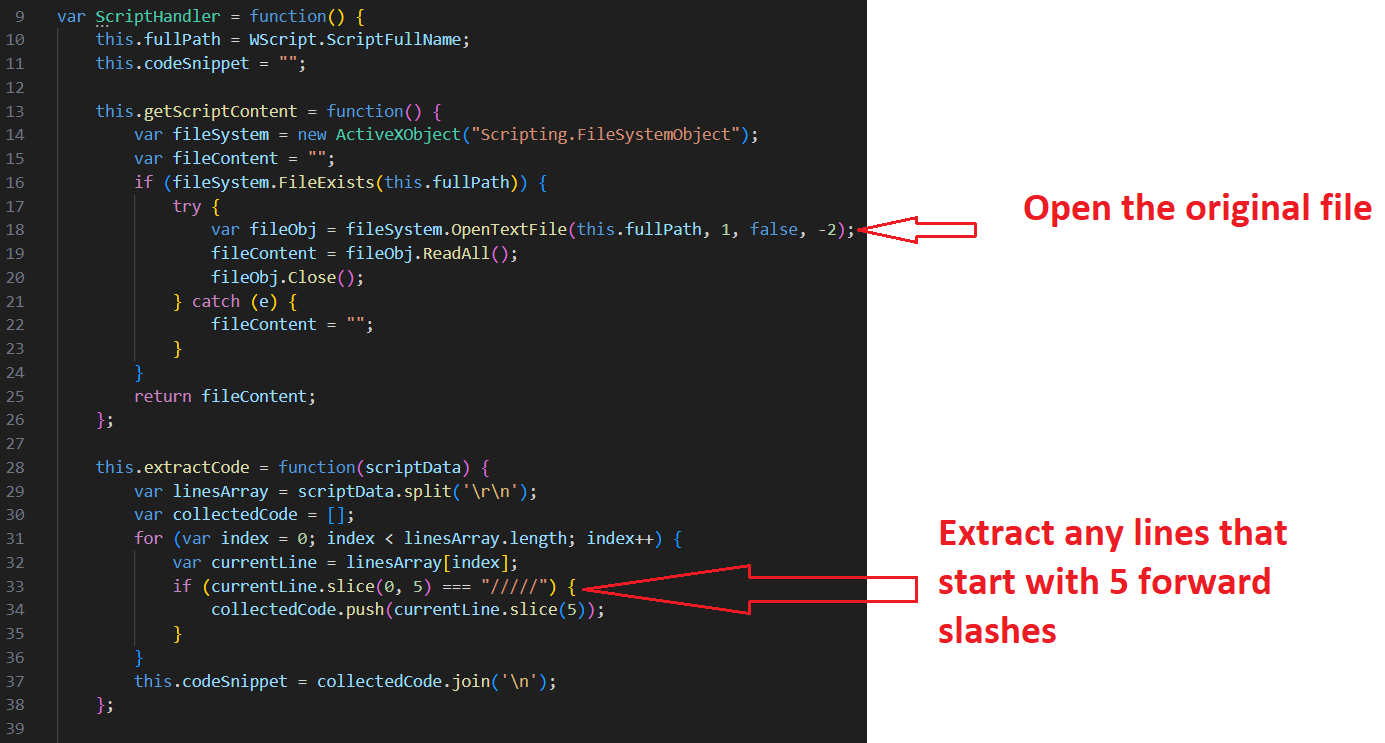 9 var ScriptHandler = function() {
10 this.fullPath = WScript.ScriptFullName;
11 this.codeSnippet = "";
12
13 this.getScriptContent = function() {
14 var fileSystem = new ActiveXObject("Scripting.FileSystemObject");
15 var fileContent = "";
16 if (fileSystem.FileExists(this.fullPath)) {
17 try {
18 var fileObj = fileSystem.OpenTextFile(this.fullPath, 1, false, -2);
19 fileContent = fileObj.ReadAll();
20 fileObj.Close();
21 } catch (e) {
22 fileContent = "";
23 }
24 }
25 return fileContent;
26 };
27
28 this.extractCode = function(scriptData) {
29 var linesArray = scriptData.split('\r\n');
30 var collectedCode = [];
31 for (var index = 0; index < linesArray.length; index++) {
32 var currentLine = linesArray[index];
33 if (currentLine.slice(0, 5) === "/////") {
34 collectedCode.push(currentLine.slice(5));
35 }
36 }
37 this.codeSnippet = collectedCode.join('\n');
38 };
39
Open the original file
Extract any lines that
start with 5 forward
slashes